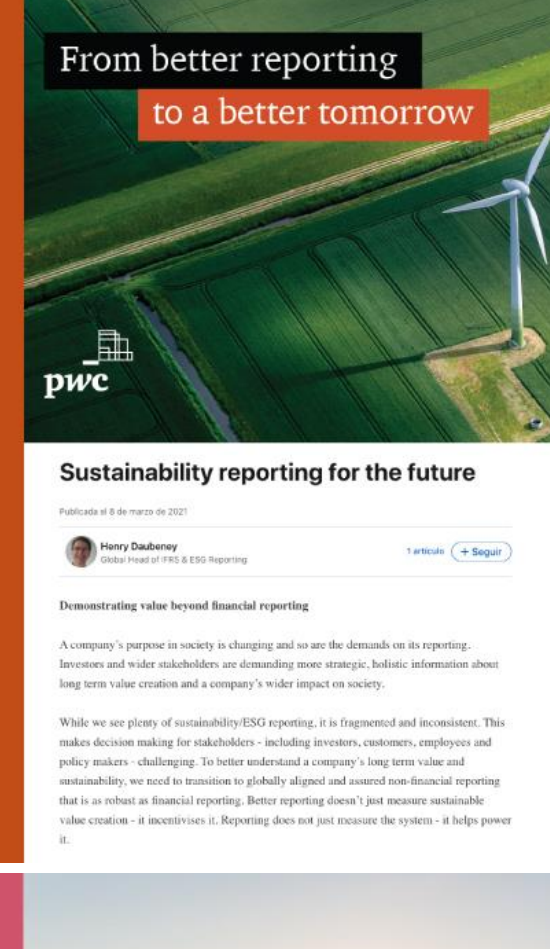 From better reporting
to a better tomorrow
pwc
Sustainability reporting for the future
Publicada el 8 de marzo de 2021
Henry Daubeney
Global Head of IFRS & ESG Reporting
1 artículo
+ Seguir
Demonstrating value beyond financial reporting
A company's purpose in society is changing and so are the demands on its reporting.
Investors and wider stakeholders are demanding more strategic, holistic information about
long term value creation and a company's wider impact on society.
While we see plenty of sustainability/ESG reporting, it is fragmented and inconsistent. This
makes decision making for stakeholders - including investors, customers, employees and
policy makers - challenging. To better understand a company's long term value and
sustainability, we need to transition to globally aligned and assured non-financial reporting
that is as robust as financial reporting. Better reporting doesn't just measure sustainable
value creation - it incentivises it. Reporting does not just measure the system - it helps power
it.